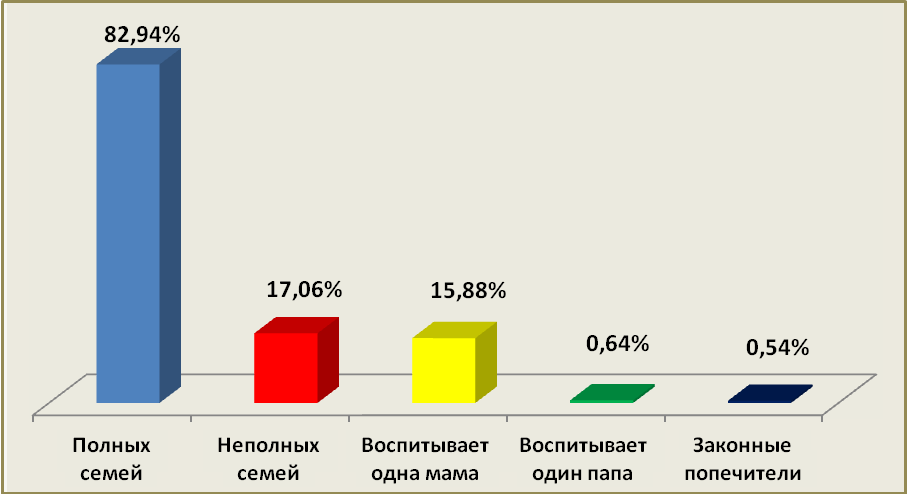 82,94%
17,06%
15,88%
0,64%
0,54%
Полных
семей
Неполных
семей
Воспитывает
одна мама
Воспитывает
один папа
Законные
попечители